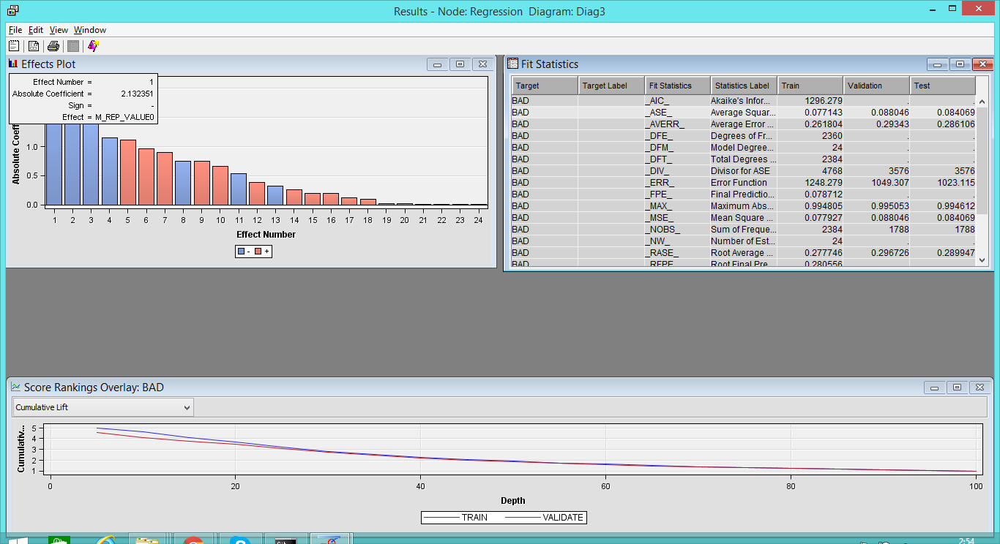 Results - Node: Regression Diagram: Diag3
File Edit View Window
Effects Plot
Effect Number = 1
Absolute Coefficient = 2.132351
Sign = -
Effect = M_REP_VALUE0
Absolute Coeff
1.0
0.5
0.0
1 2 3 4 5 6 7 8 9 10 11 12 13 14 15 16 17 18 19 20 21 22 23 24
Effect Number
- +
Fit Statistics
Target Target Label Fit Statistics Statistics Label Train Validation Test
BAD _AIC_ Akaike's Infor... 1296.279 . .
BAD _ASE_ Average Squar... 0.077143 0.088046 0.084069
BAD _AVERR_ Average Error ... 0.261804 0.29343 0.286106
BAD _DFE_ Degrees of Fr... 2360 . .
BAD _DFM_ Model Degree... 24 . .
BAD _DFT_ Total Degrees ... 2384 . .
BAD _DIV_ Divisor for ASE 4768 3576 3576
BAD _ERR_ Error Function 1248.279 1049.307 1023.115
BAD _FPE_ Final Predictio... 0.078712 . .
BAD _MAX_ Maximum Abs... 0.994805 0.995053 0.994612
BAD _MSE_ Mean Square ... 0.077927 0.088046 0.084069
BAD _NOBS_ Sum of Freque... 2384 1788 1788
BAD _NW_ Number of Est... 24 . .
BAD _RASE_ Root Average ... 0.277746 0.296726 0.289947
BAD _RFPE_ Root Final Pre... 0.280556 . .
Score Rankings Overlay: BAD
Cumulative Lift
Cumulativ...
5
4
3
2
1
0 20 40 60 80 100
Depth
TRAIN VALIDATE
2:54